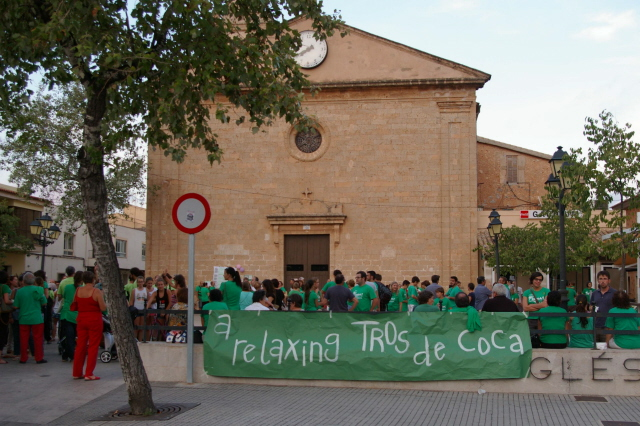 a relaxing TROS de COCA
GLÉS